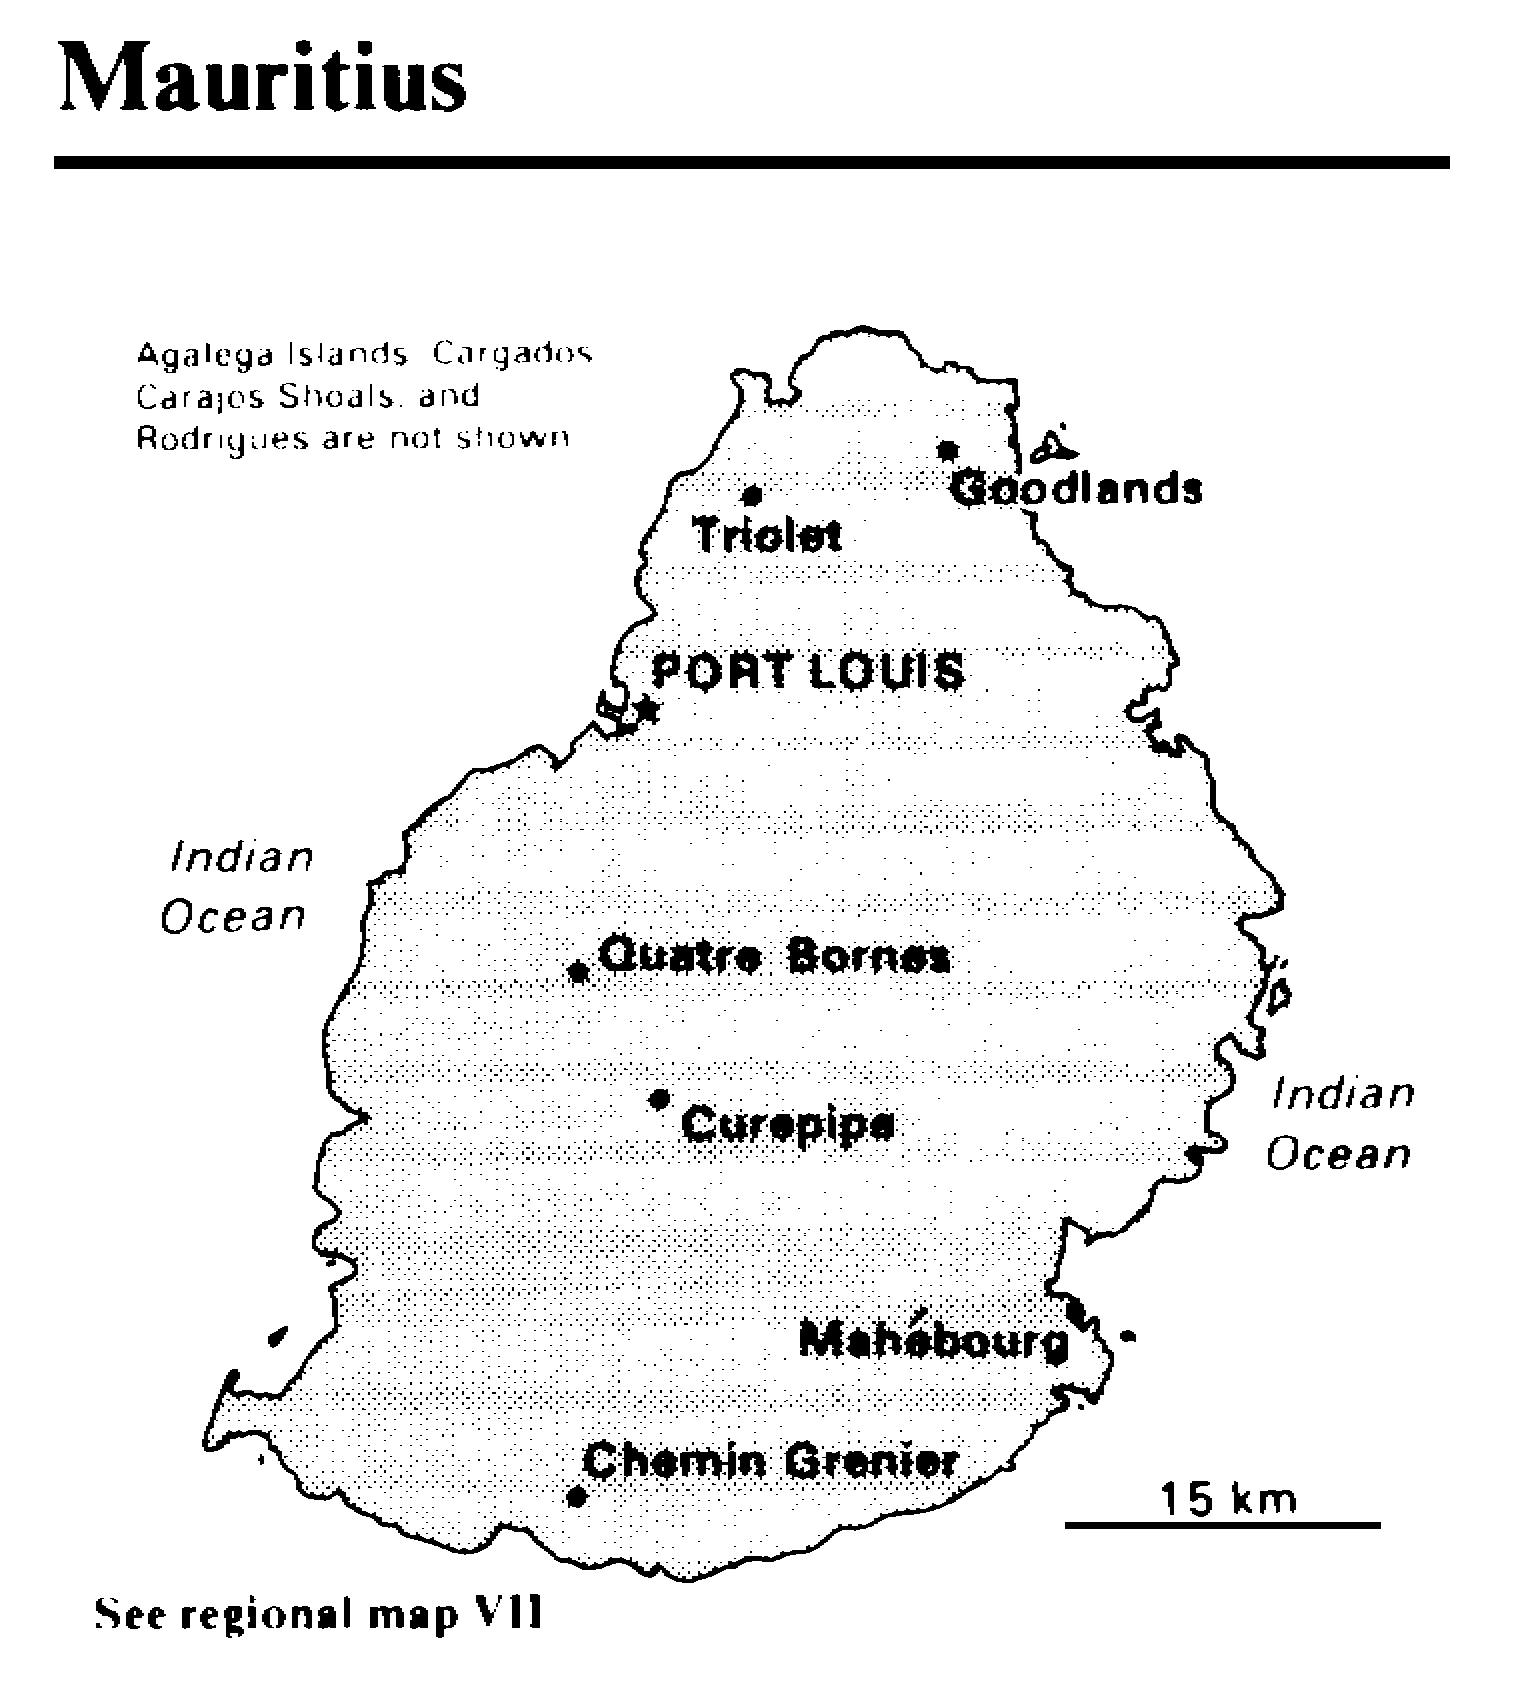 Mauritius
Agalega Islands, Cargados
Carajos Shoals, and
Rodrigues are not shown
Goodlands
Triolet
PORT LOUIS
Indian
Ocean
Quatre Bornes
Curepipe
Indian
Ocean
Mahébourg
Chemin Grenier
15 km
See regional map VII